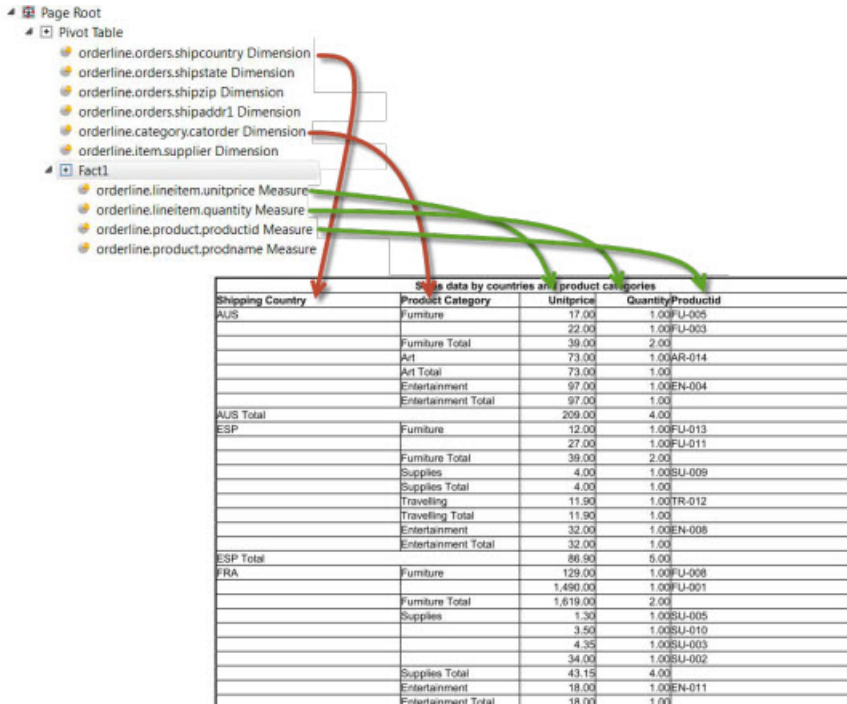 Page Root
Pivot Table
orderline.orders.shipcountry Dimension
orderline.orders.shipstate Dimension
orderline.orders.shipzip Dimension
orderline.orders.shipaddr1 Dimension
orderline.category.catorder Dimension
orderline.item.supplier Dimension
Fact1
orderline.lineitem.unitprice Measure
orderline.lineitem.quantity Measure
orderline.product.productid Measure
orderline.product.prodname Measure
data by countries and product categories
Shipping Country Product Category Unitprice Quantity Productid
AUS Furniture 17.00 1.00 FU-005
22.00 1.00 FU-003
Furniture Total 39.00 2.00
Art 73.00 1.00 AR-014
Art Total 73.00 1.00
Entertainment 97.00 1.00 EN-004
Entertainment Total 97.00 1.00
AUS Total 209.00 4.00
ESP Furniture 12.00 1.00 FU-013
27.00 1.00 FU-011
Furniture Total 39.00 2.00
Supplies 4.00 1.00 SU-009
Supplies Total 4.00 1.00
Travelling 11.90 1.00 TR-012
Travelling Total 11.90 1.00
Entertainment 32.00 1.00 EN-008
Entertainment Total 32.00 1.00
ESP Total 86.90 5.00
FRA Furniture 129.00 1.00 FU-008
1,490.00 1.00 FU-001
Furniture Total 1,619.00 2.00
Supplies 1.30 1.00 SU-005
3.50 1.00 SU-010
4.35 1.00 SU-003
34.00 1.00 SU-002
Supplies Total 43.15 4.00
Entertainment 18.00 1.00 EN-011
Entertainment Total 18.00 1.00